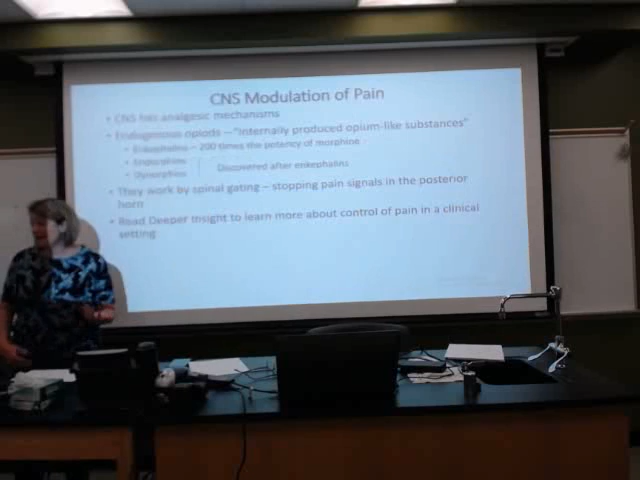 CNS Modulation of Pain
• CNS has analgesic mechanisms
• Endogenous opiods – "Internally produced opium-like substances"
• Enkephalins – 200 times the potency of morphine
• Endorphins
Discovered after enkephalins
• Dynorphins
• They work by spinal gating – stopping pain signals in the posterior
horn
• Read Deeper Insight to learn more about control of pain in a clinical
setting